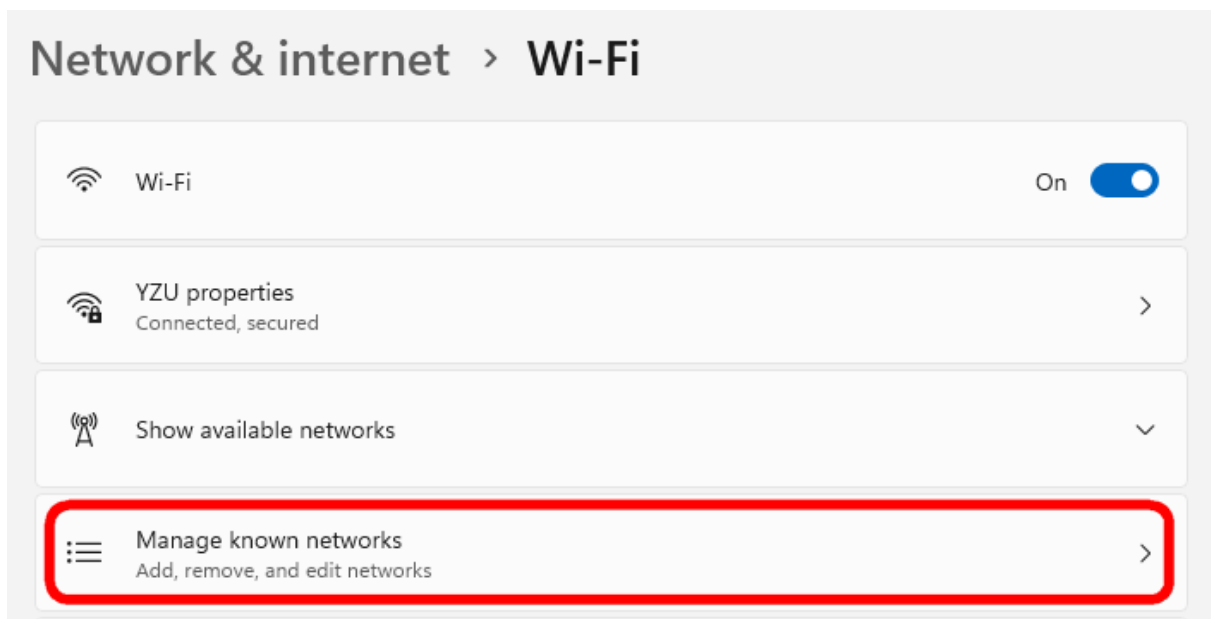 Network & internet > Wi-Fi
Wi-Fi On
YZU properties
Connected, secured
Show available networks
Manage known networks
Add, remove, and edit networks